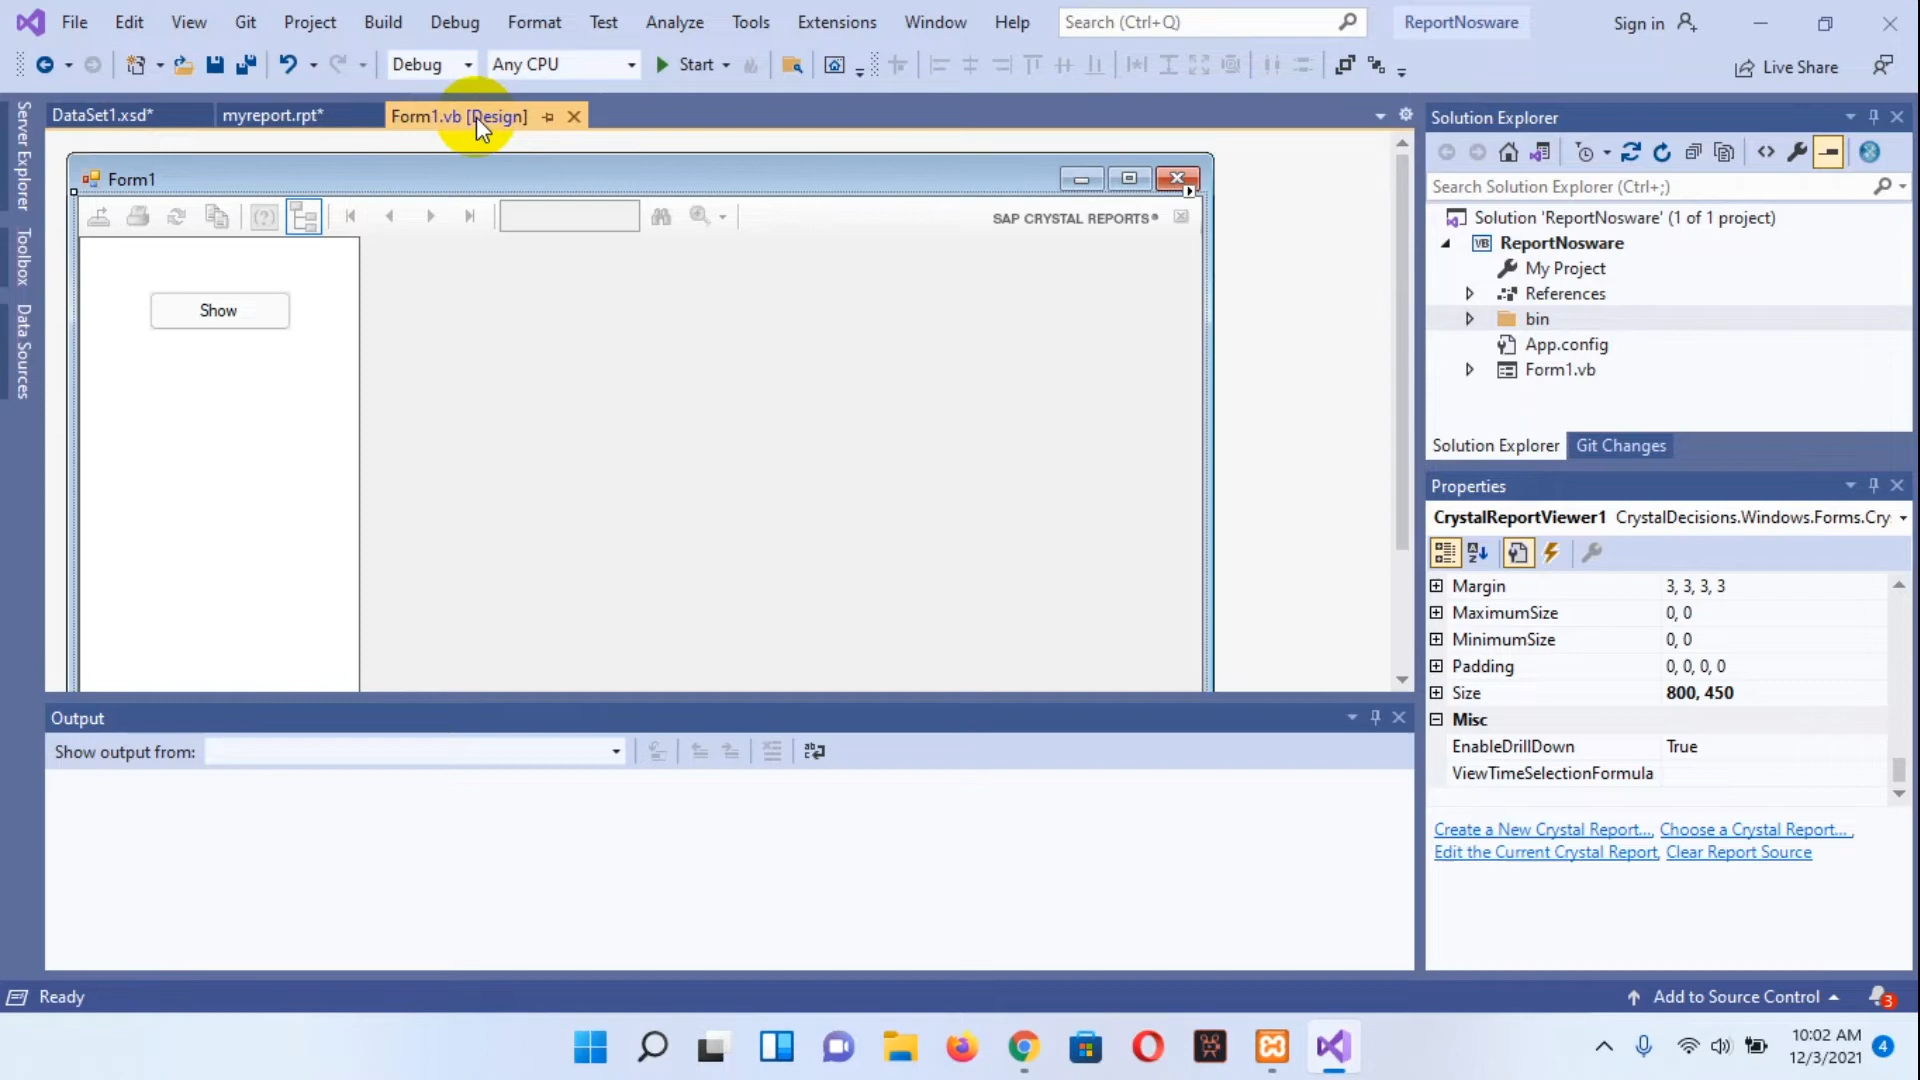 File Edit View Git Project Build Debug Format Test Analyze Tools Extensions Window Help Search (Ctrl+Q) ReportNosware Sign in
Debug Any CPU Start Live Share
Server Explorer
Toolbox
Data Sources
DataSet1.xsd* myreport.rpt* Form1.vb [Design]
Form1
SAP CRYSTAL REPORTS®
Show
Output
Show output from:
Solution Explorer
Search Solution Explorer (Ctrl+;)
Solution 'ReportNosware' (1 of 1 project)
VB ReportNosware
My Project
References
bin
App.config
Form1.vb
Solution Explorer Git Changes
Properties
CrystalReportViewer1 CrystalDecisions.Windows.Forms.Cry
Margin 3, 3, 3, 3
MaximumSize 0, 0
MinimumSize 0, 0
Padding 0, 0, 0, 0
Size 800, 450
Misc
EnableDrillDown True
ViewTimeSelectionFormula
Create a New Crystal Report..., Choose a Crystal Report...,
Edit the Current Crystal Report, Clear Report Source
Ready Add to Source Control 3
10:02 AM
12/3/2021 4